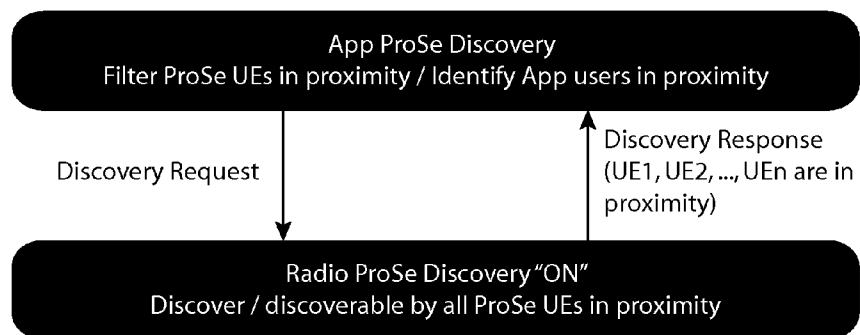 App ProSe Discovery
Filter ProSe UEs in proximity / Identify App users in proximity
Discovery Request
Discovery Response
(UE1, UE2, ..., UEn are in
proximity)
Radio ProSe Discovery "ON"
Discover / discoverable by all ProSe UEs in proximity